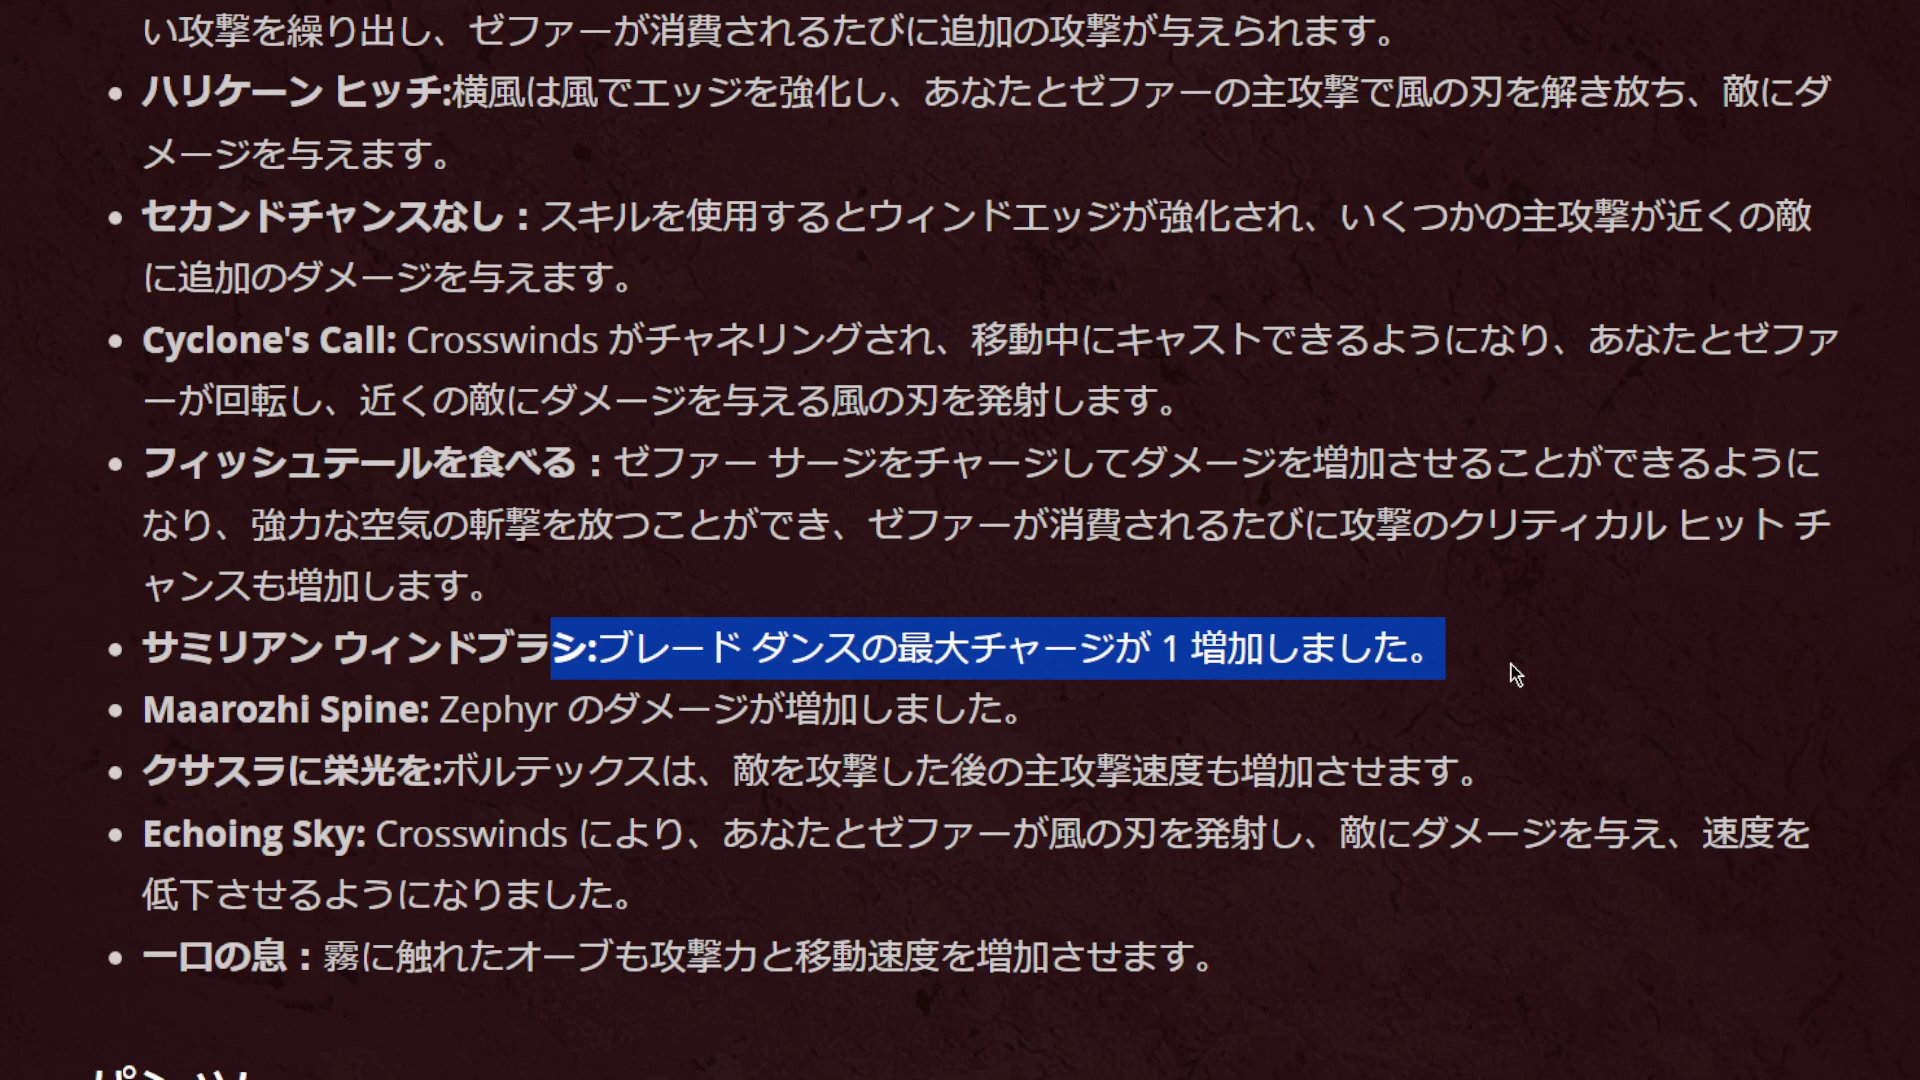 い攻撃を繰り出し、ゼファーが消費されるたびに追加の攻撃が与えられます。
ハリケーン ヒッチ:横風は風でエッジを強化し、あなたとゼファーの主攻撃で風の刃を解き放ち、敵にダ
メージを与えます。
セカンドチャンスなし：スキルを使用するとウィンドエッジが強化され、いくつかの主攻撃が近くの敵
に追加のダメージを与えます。
Cyclone's Call: Crosswinds がチャネリングされ、移動中にキャストできるようになり、あなたとゼファ
ーが回転し、近くの敵にダメージを与える風の刃を発射します。
フィッシュテールを食べる：ゼファー サージをチャージしてダメージを増加させることができるように
なり、強力な空気の斬撃を放つことができ、ゼファーが消費されるたびに攻撃のクリティカル ヒット チ
ャンスも増加します。
サミリアン ウィンドブラシ:ブレード ダンスの最大チャージが 1 増加しました。
Maarozhi Spine: Zephyr のダメージが増加しました。
クサスラに栄光を:ボルテックスは、敵を攻撃した後の主攻撃速度も増加させます。
Echoing Sky: Crosswinds により、あなたとゼファーが風の刃を発射し、敵にダメージを与え、速度を
低下させるようになりました。
一口の息：霧に触れたオーブも攻撃力と移動速度を増加させます。